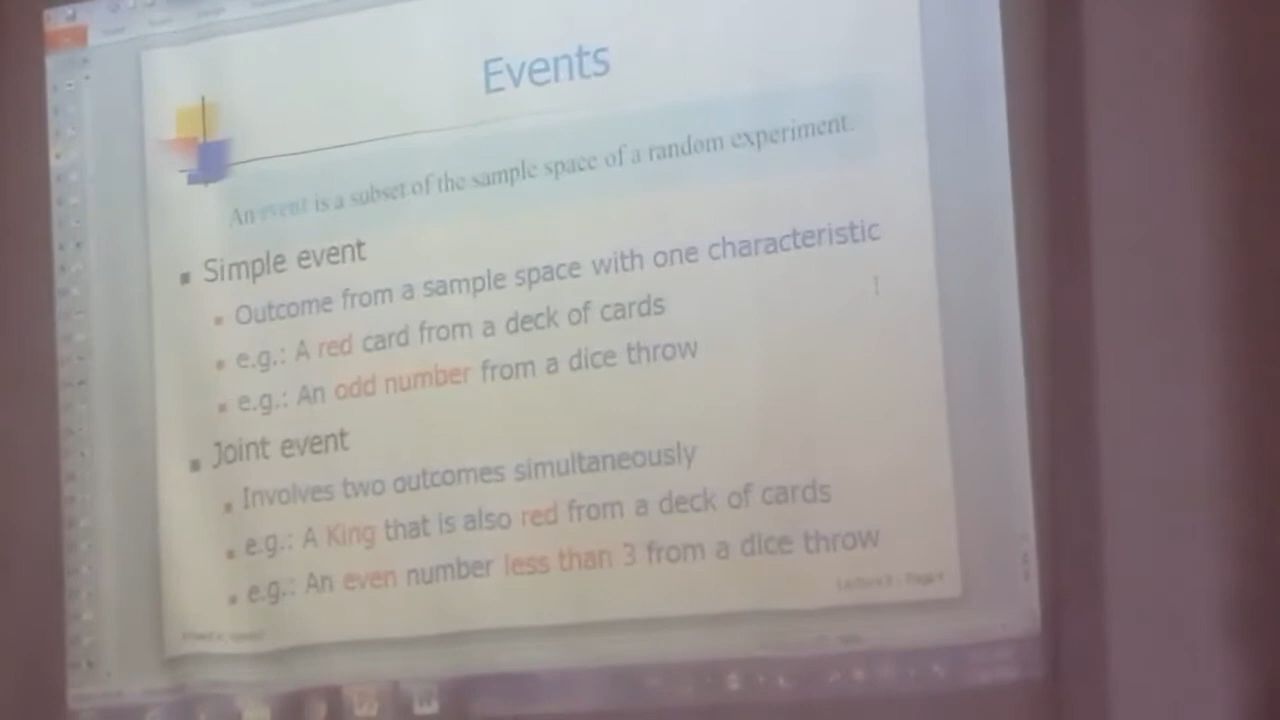 Events
An event is a subset of the sample space of a random experiment.
▪ Simple event
▪ Outcome from a sample space with one characteristic
▪ e.g.: A red card from a deck of cards
▪ e.g.: An odd number from a dice throw
▪ Joint event
▪ Involves two outcomes simultaneously
▪ e.g.: A King that is also red from a deck of cards
▪ e.g.: An even number less than 3 from a dice throw